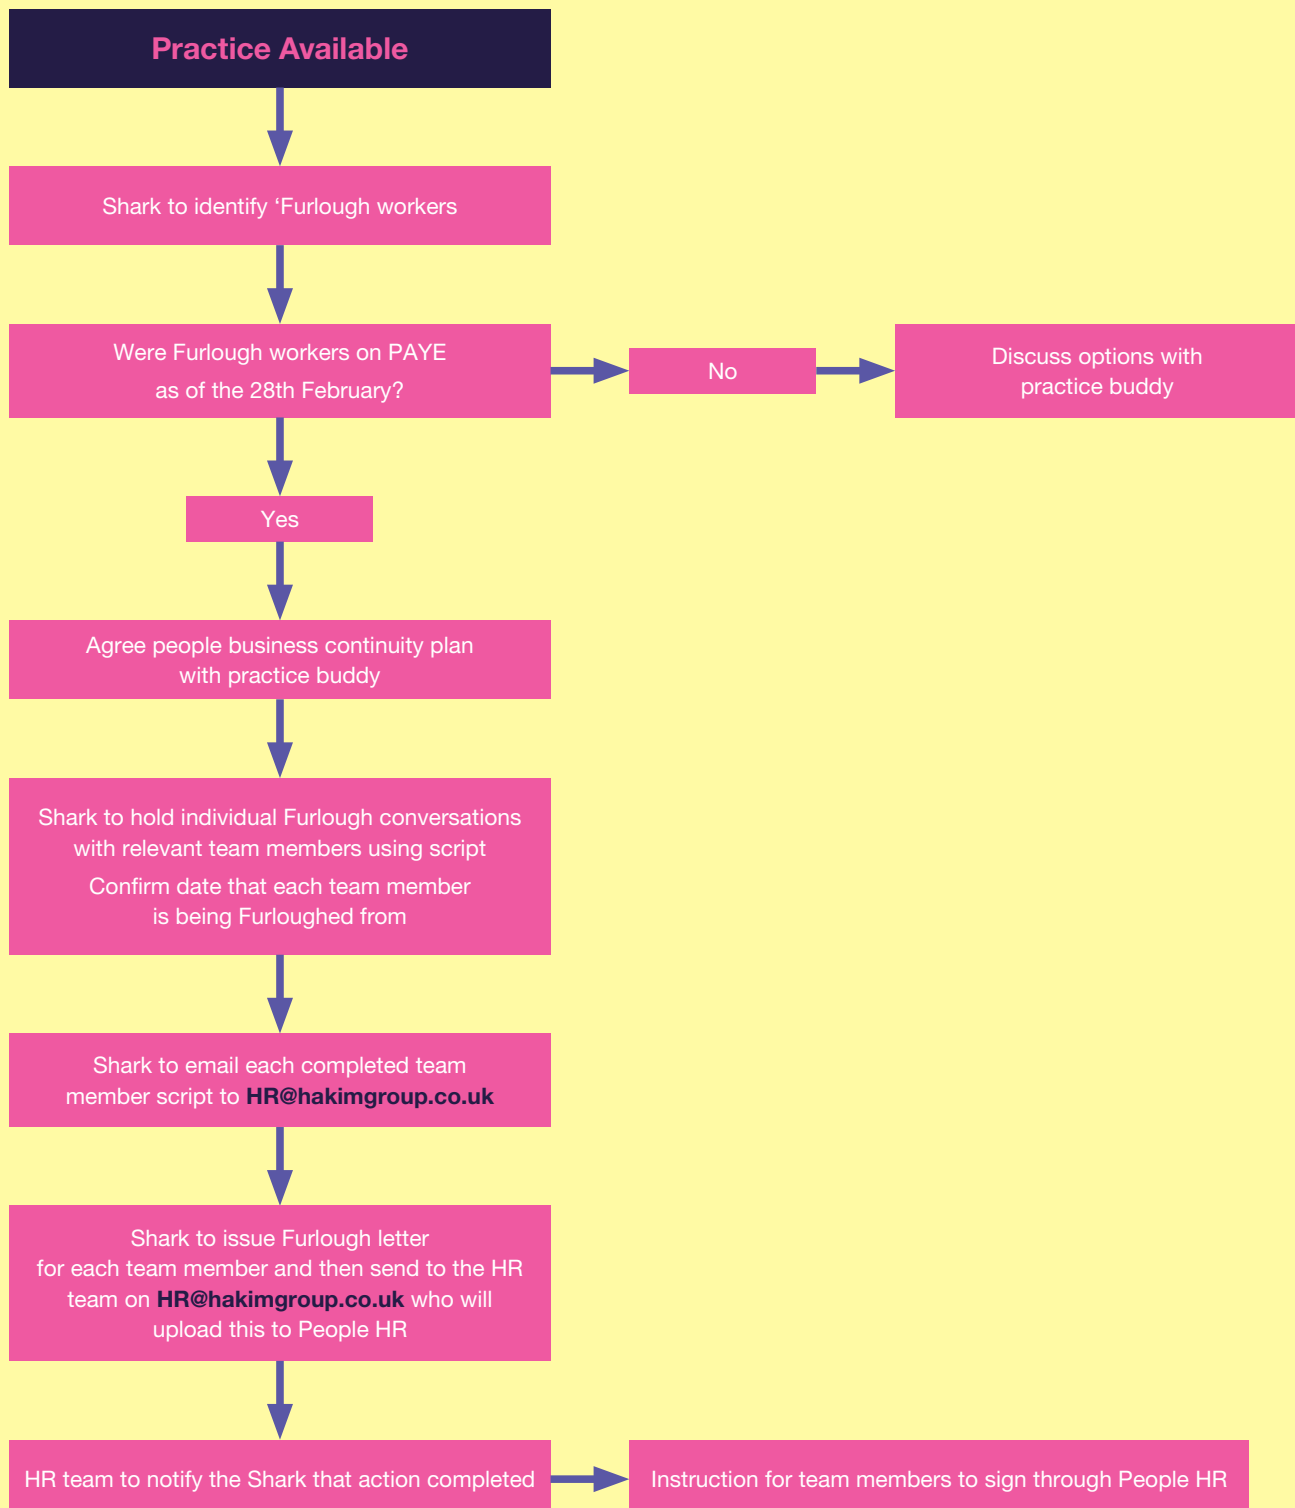 Practice Available
Shark to identify ‘Furlough workers
Were Furlough workers on PAYE
as of the 28th February?
No
Discuss options with
practice buddy
Yes
Agree people business continuity plan
with practice buddy
Shark to hold individual Furlough conversations
with relevant team members using script
Confirm date that each team member
is being Furloughed from
Shark to email each completed team
member script to HR@hakimgroup.co.uk
Shark to issue Furlough letter
for each team member and then send to the HR
team on HR@hakimgroup.co.uk who will
upload this to People HR
HR team to notify the Shark that action completed
Instruction for team members to sign through People HR